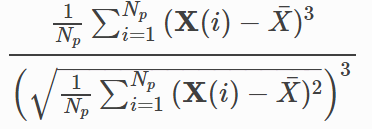 \frac{\frac{1}{N_p} \sum_{i=1}^{N_p} (\mathbf{X}(i) - \bar{X})^3}{\left( \sqrt{\frac{1}{N_p} \sum_{i=1}^{N_p} (\mathbf{X}(i) - \bar{X})^2} \right)^3}